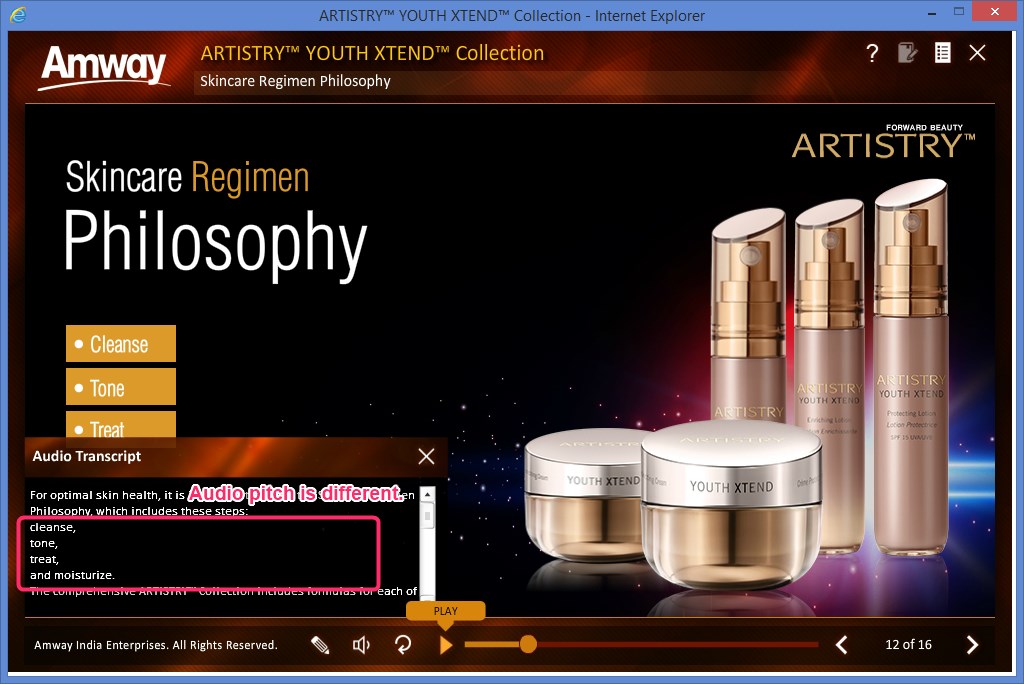 ARTISTRY™ YOUTH XTEND™ Collection - Internet Explorer
Amway
ARTISTRY™ YOUTH XTEND™ Collection
Skincare Regimen Philosophy
?
FORWARD BEAUTY
ARTISTRY™
Skincare Regimen
Philosophy
• Cleanse
• Tone
• Treat
ARTISTRY
ARTISTRY
YOUTH XTEND
Enriching Lotion
ARTISTRY
YOUTH XTEND
Protecting Lotion
Lotion Protectrice
SPF 15 UVA/UVB
ARTISTRY
YOUTH XTEND
ARTISTRY
YOUTH XTEND
Audio Transcript
For optimal skin health, it is
Audio pitch is different.
Philosophy, which includes these steps:
cleanse,
tone,
treat,
and moisturize.
The comprehensive ARTISTRY™ Collection includes formulas for each of
PLAY
Amway India Enterprises. All Rights Reserved.
12 of 16